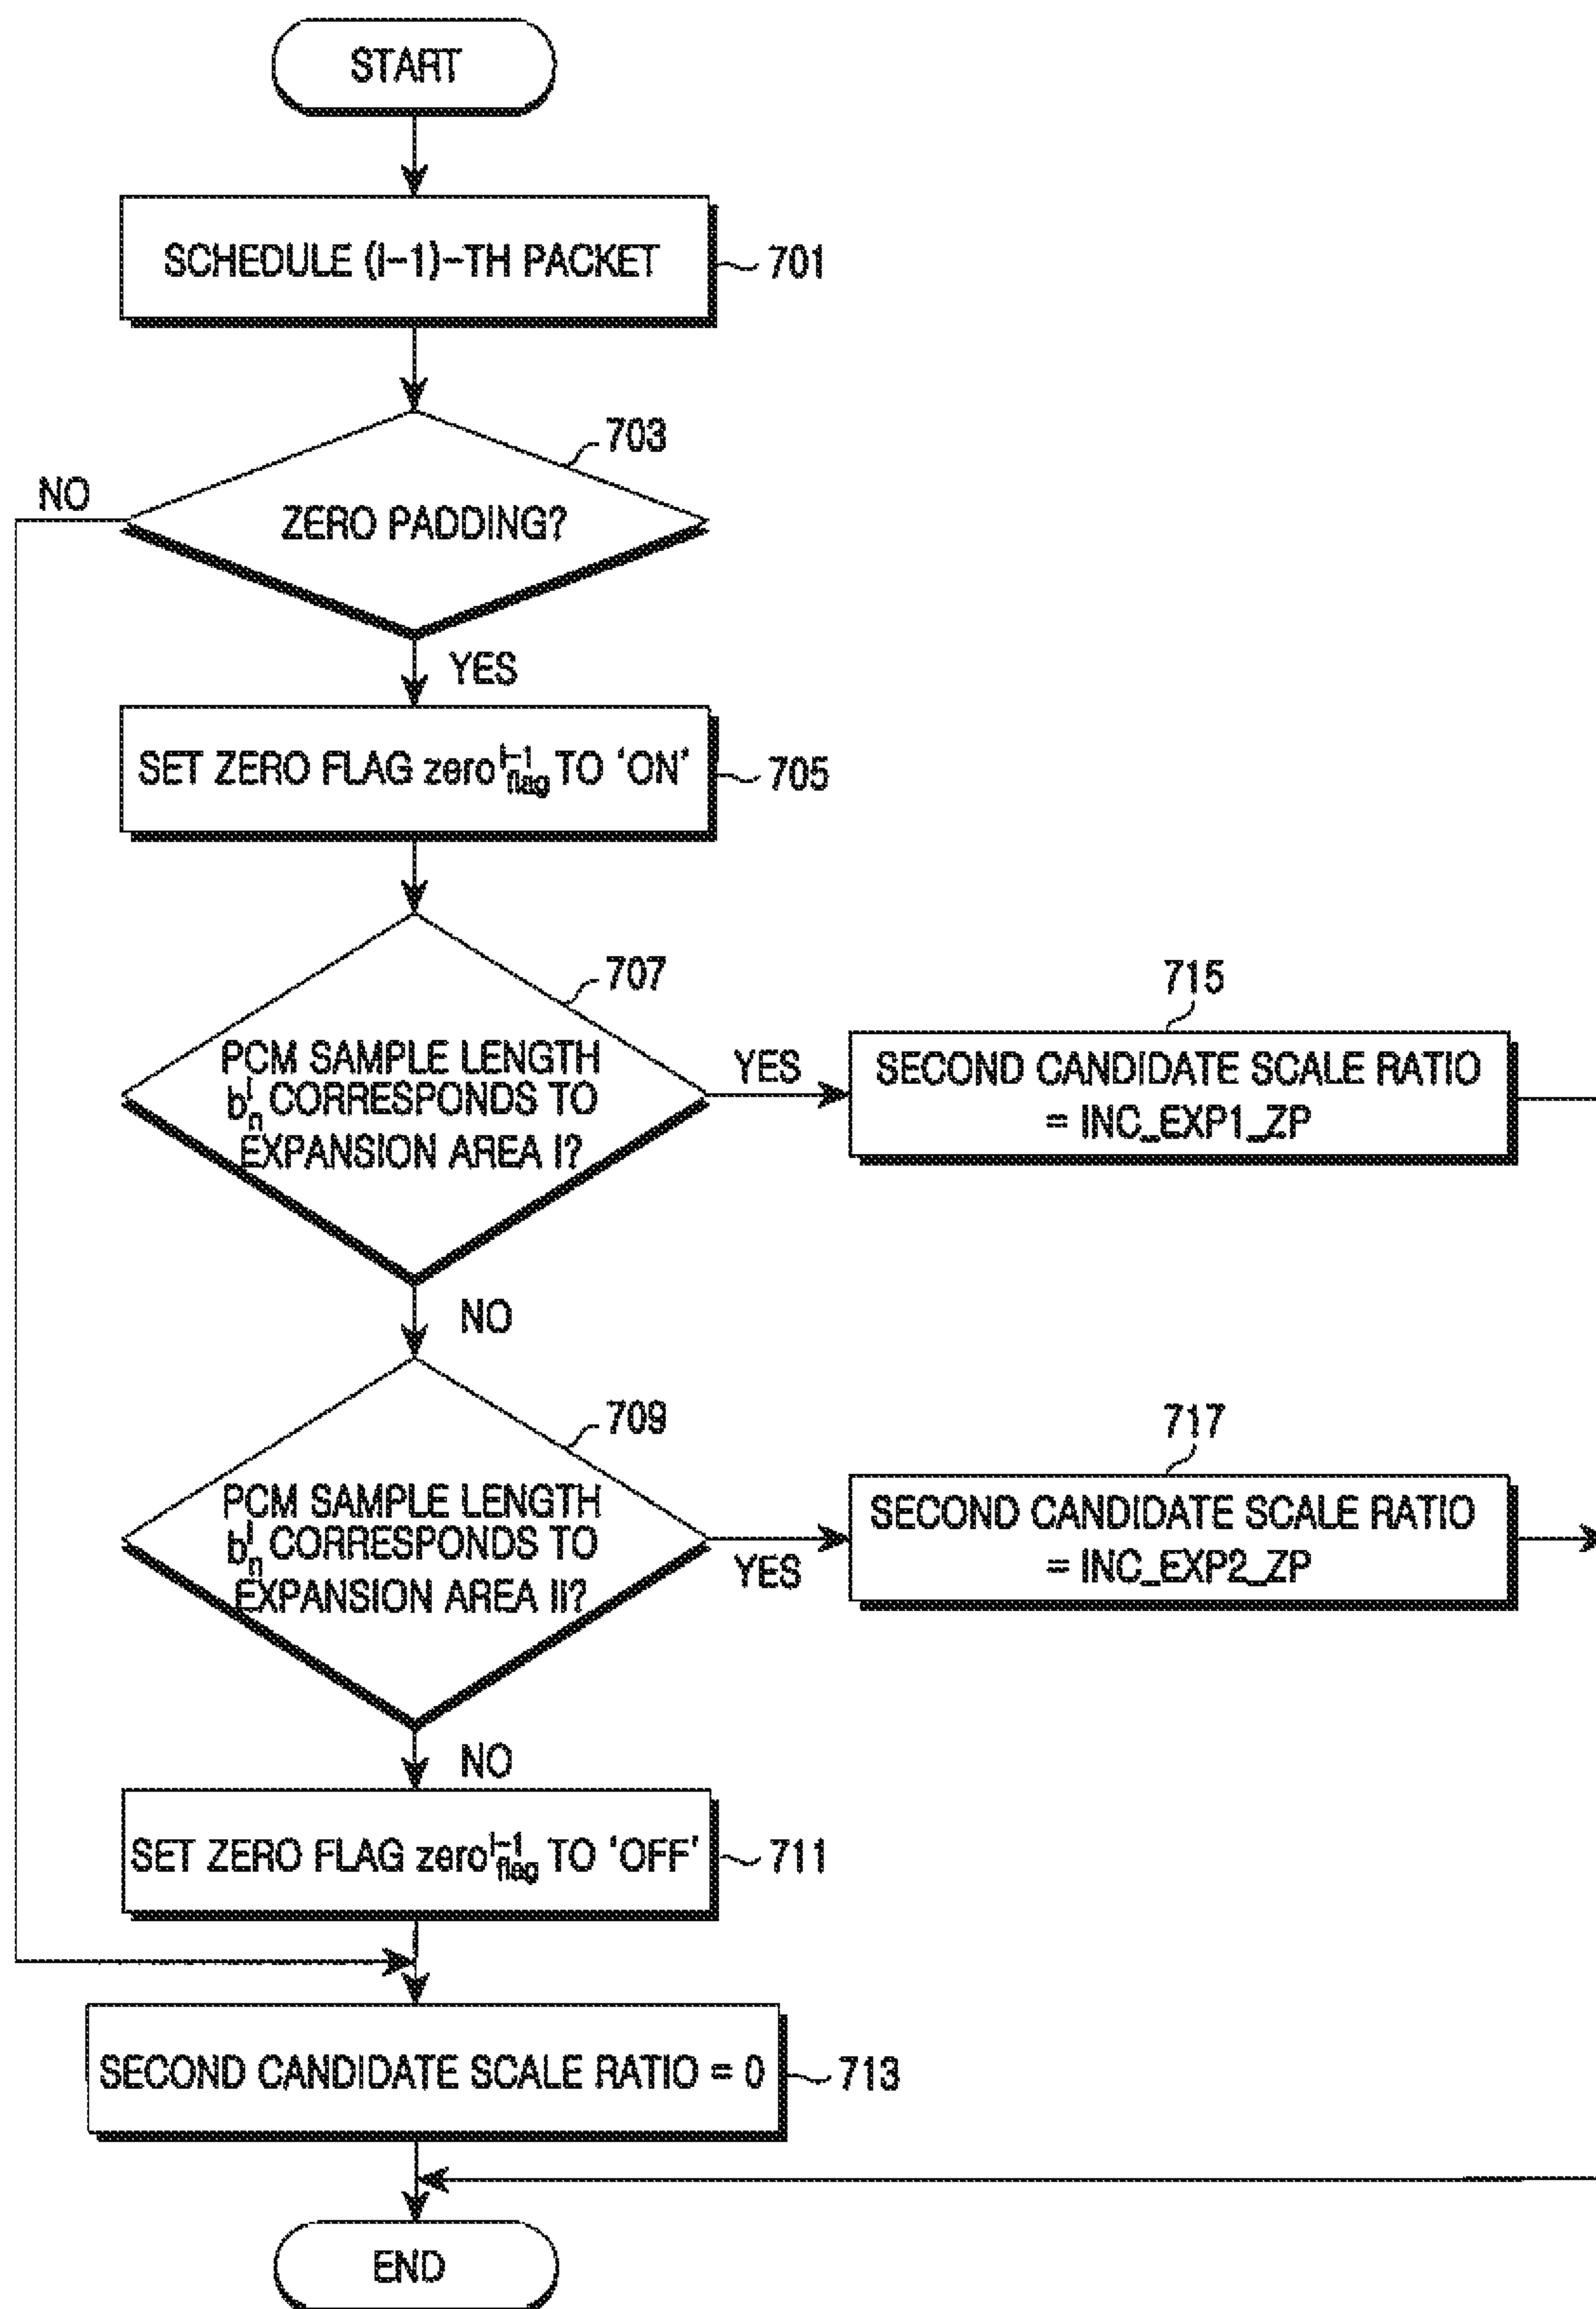 START
SCHEDULE (i-1)-TH PACKET
701
703
NO
ZERO PADDING?
YES
SET ZERO FLAG zero^{i-1}_{flag} TO 'ON'
705
707
PCM SAMPLE LENGTH
b^i_n CORRESPONDS TO
EXPANSION AREA I?
YES
715
SECOND CANDIDATE SCALE RATIO
= INC_EXP1_ZP
NO
709
PCM SAMPLE LENGTH
b^i_n CORRESPONDS TO
EXPANSION AREA II?
YES
717
SECOND CANDIDATE SCALE RATIO
= INC_EXP2_ZP
NO
SET ZERO FLAG zero^{i-1}_{flag} TO 'OFF'
711
SECOND CANDIDATE SCALE RATIO = 0
713
END